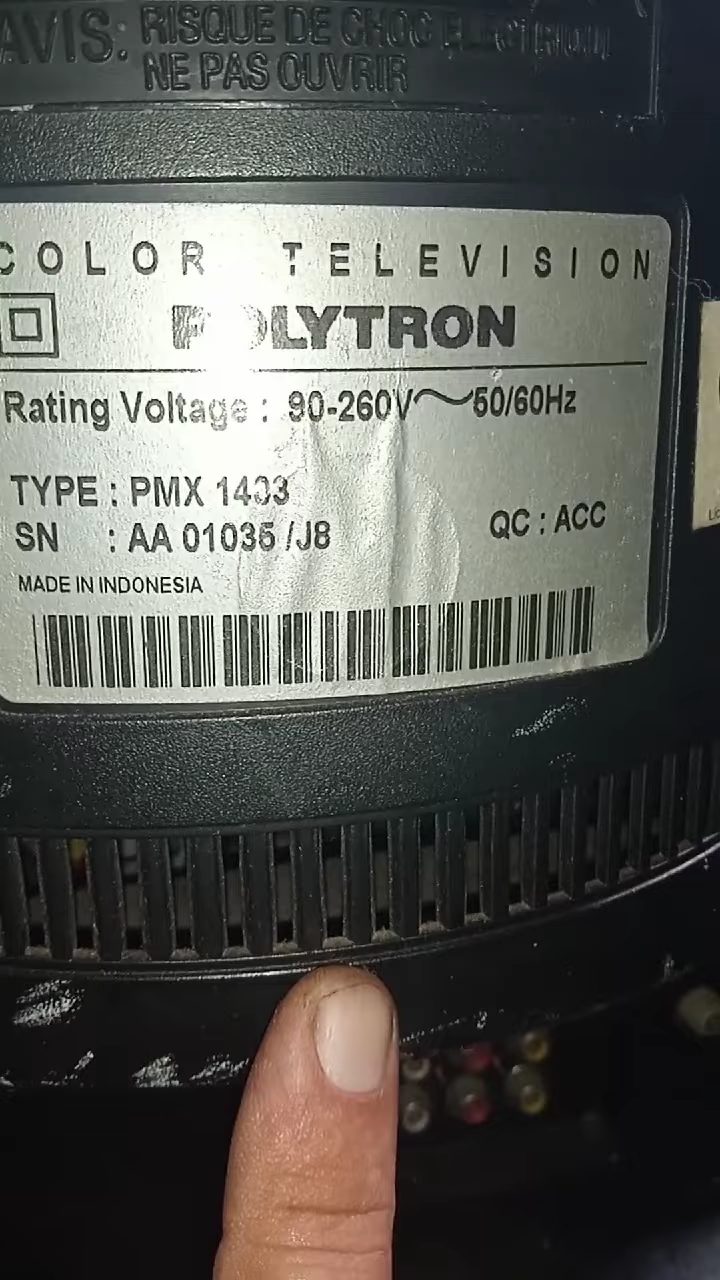 AVIS: RISQUE DE CHOC ELECTRIQUE
NE PAS OUVRIR
COLOR TELEVISION
POLYTRON
Rating Voltage : 90-260V~50/60Hz
TYPE : PMX 1403
SN : AA 01035 /J8
QC : ACC
MADE IN INDONESIA